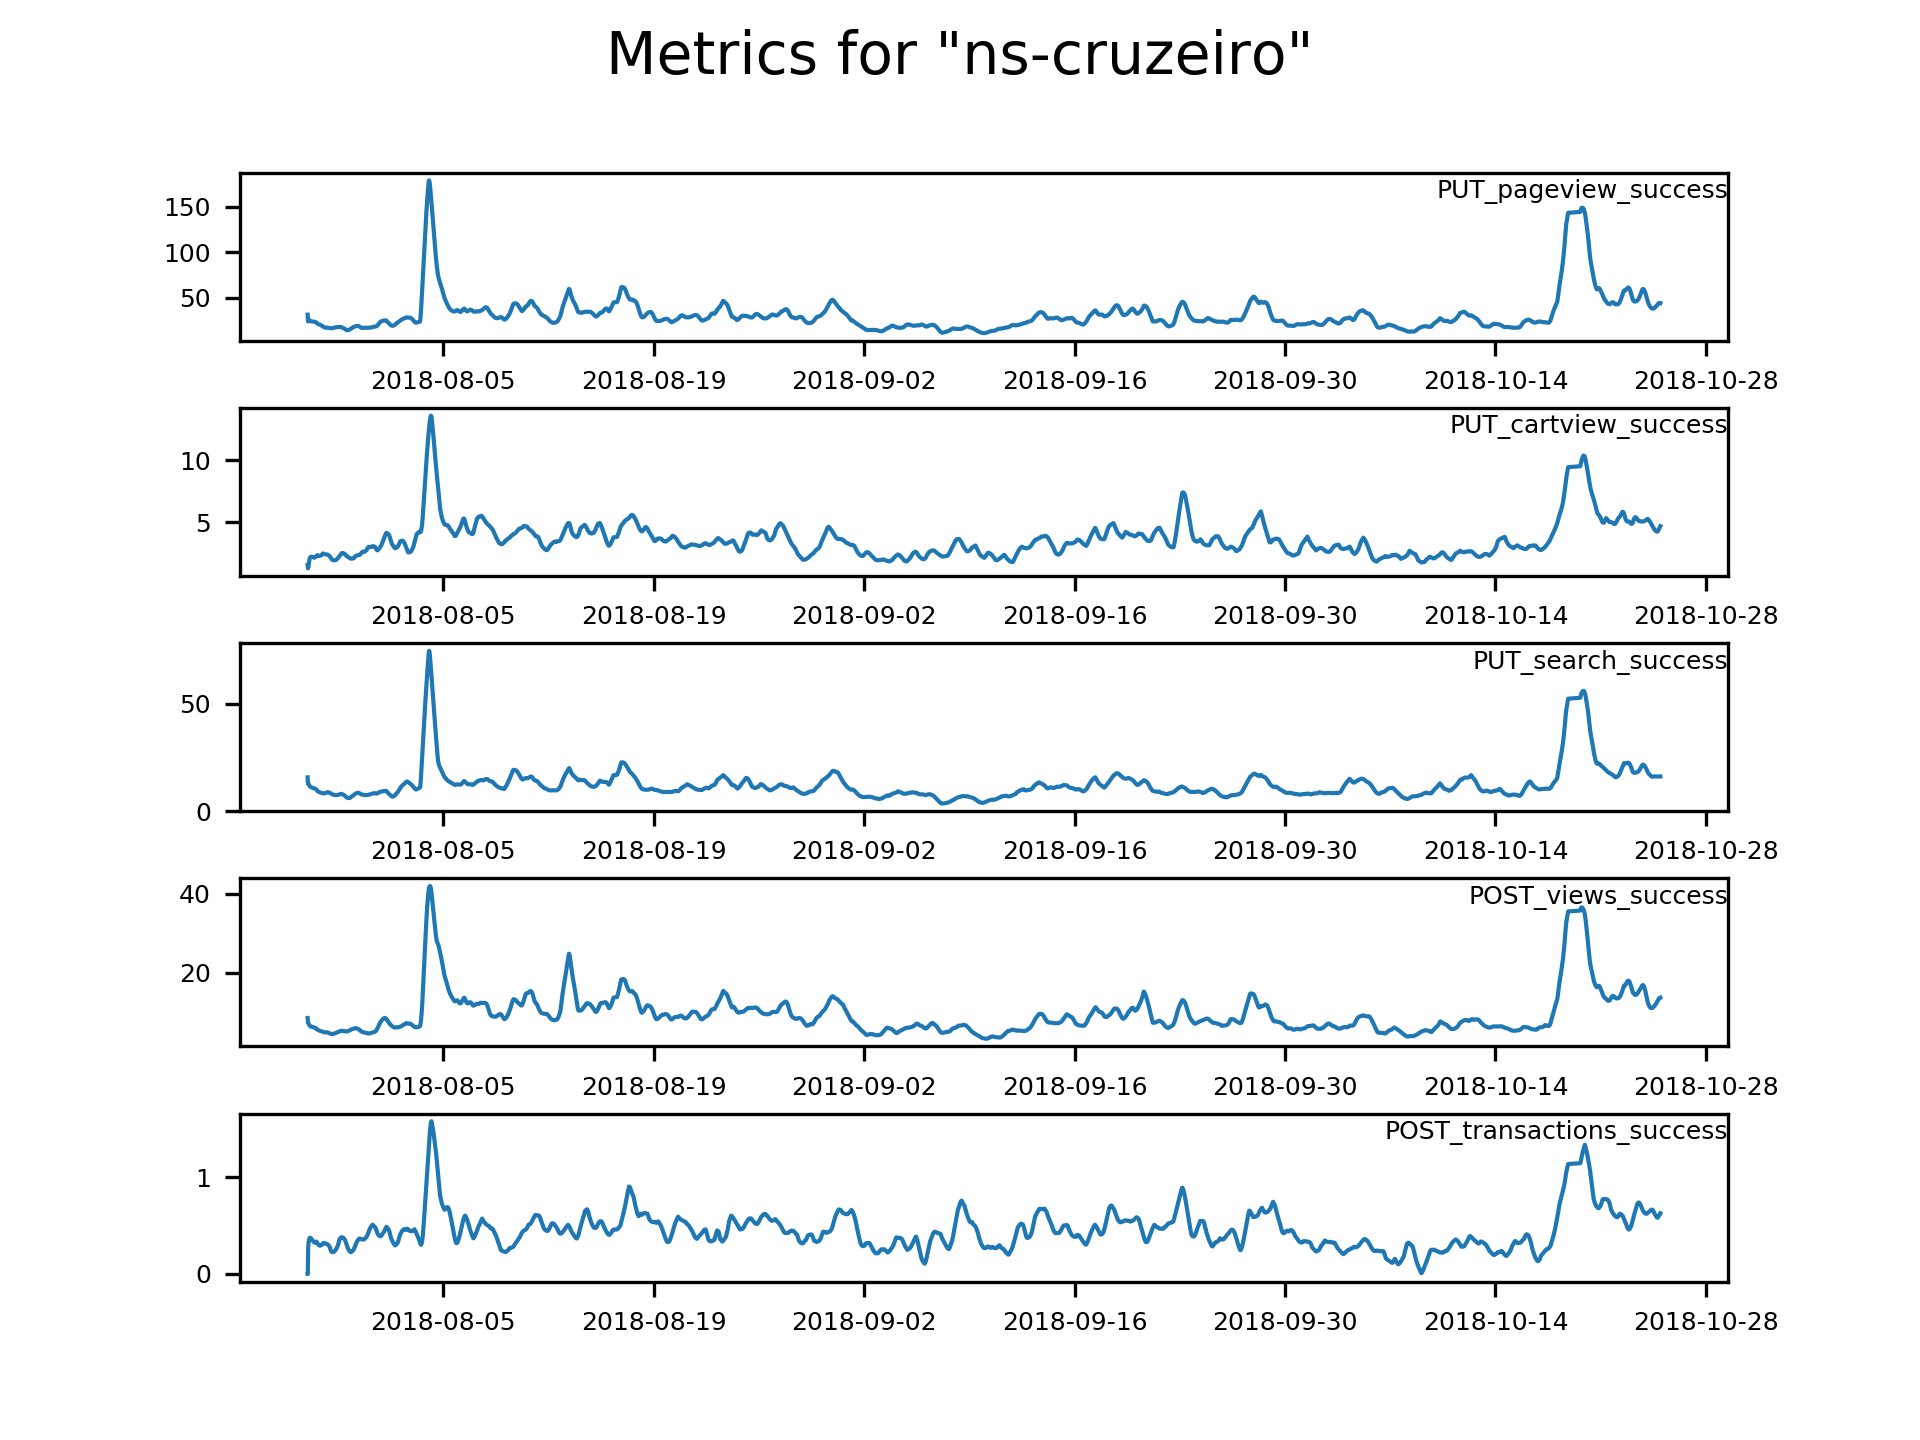 Metrics for "ns-cruzeiro"
PUT_pageview_success
150
100
50
2018-08-05 2018-08-19 2018-09-02 2018-09-16 2018-09-30 2018-10-14 2018-10-28
PUT_cartview_success
10
5
2018-08-05 2018-08-19 2018-09-02 2018-09-16 2018-09-30 2018-10-14 2018-10-28
PUT_search_success
50
0
2018-08-05 2018-08-19 2018-09-02 2018-09-16 2018-09-30 2018-10-14 2018-10-28
POST_views_success
40
20
2018-08-05 2018-08-19 2018-09-02 2018-09-16 2018-09-30 2018-10-14 2018-10-28
POST_transactions_success
1
0
2018-08-05 2018-08-19 2018-09-02 2018-09-16 2018-09-30 2018-10-14 2018-10-28